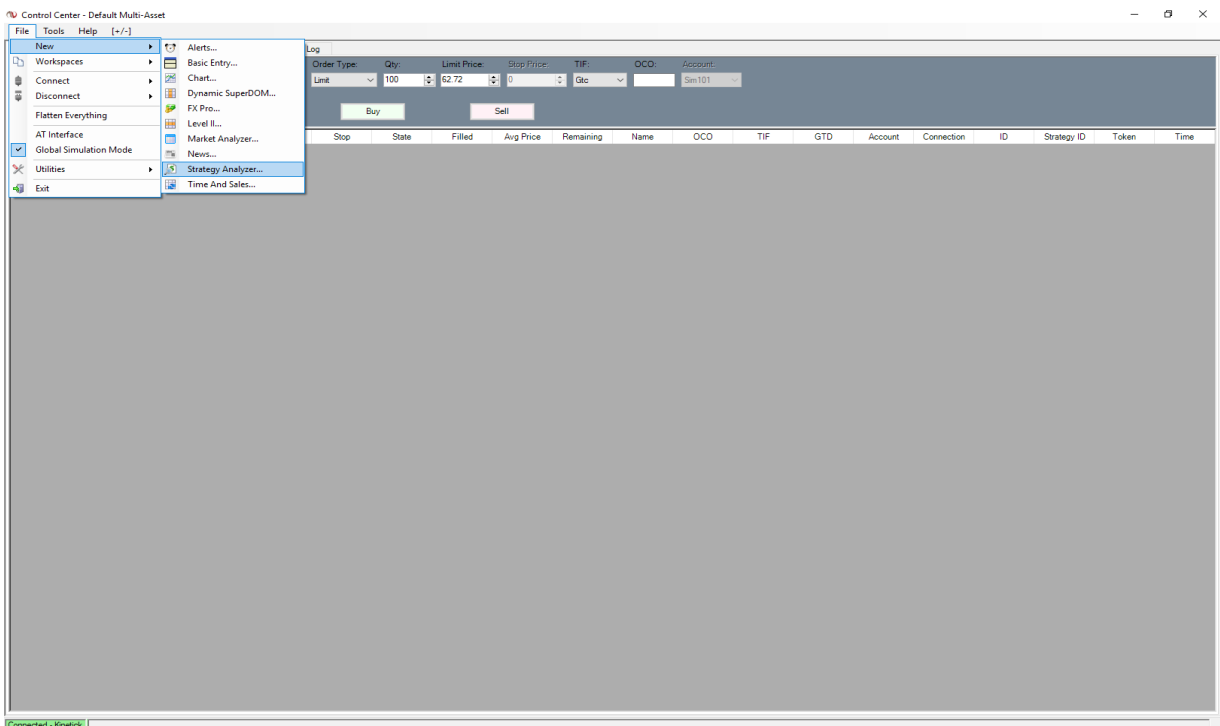 Control Center - Default Multi-Asset
File Tools Help [+/-]
New
Workspaces
Connect
Disconnect
Flatten Everything
AT Interface
Global Simulation Mode
Utilities
Exit
Alerts...
Basic Entry...
Chart...
Dynamic SuperDOM...
FX Pro...
Level II...
Market Analyzer...
News...
Strategy Analyzer...
Time And Sales...
Log
Order Type: Qty: Limit Price: Stop Price: TIF: OCO: Account:
Limit 100 62.72 0 Gtc Sim101
Buy Sell
Stop State Filled Avg Price Remaining Name OCO TIF GTD Account Connection ID Strategy ID Token Time
Connected - Kinetick